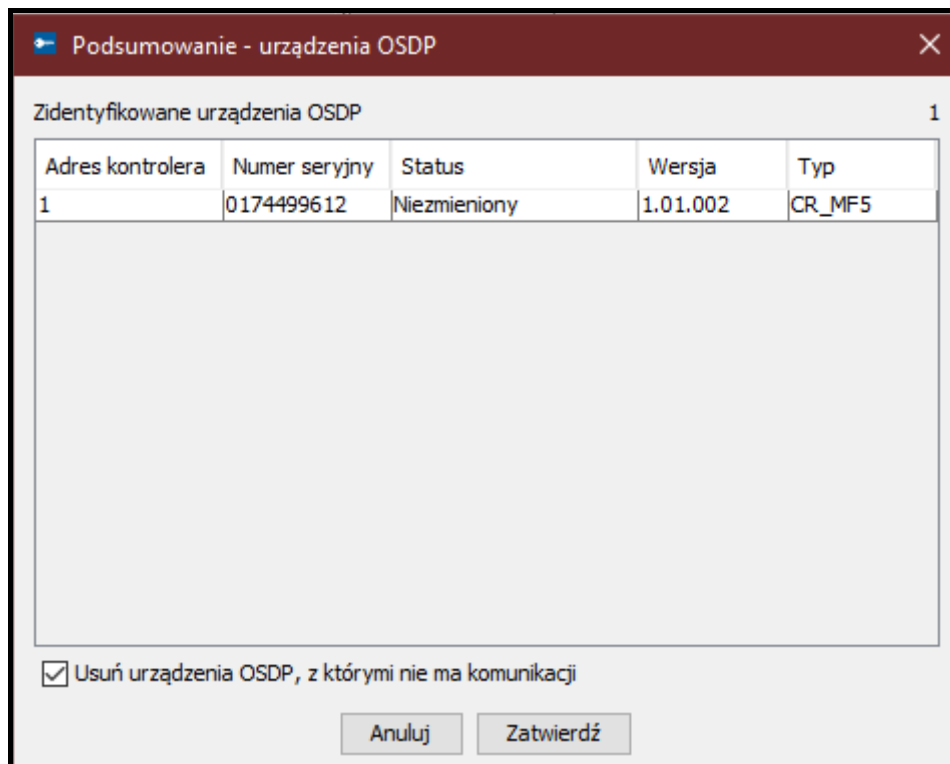 Podsumowanie - urządzenia OSDP
Zidentyfikowane urządzenia OSDP 1
Adres kontrolera Numer seryjny Status Wersja Typ
1 0174499612 Niezmieniony 1.01.002 CR_MF5
Usuń urządzenia OSDP, z którymi nie ma komunikacji
Anuluj Zatwierdź